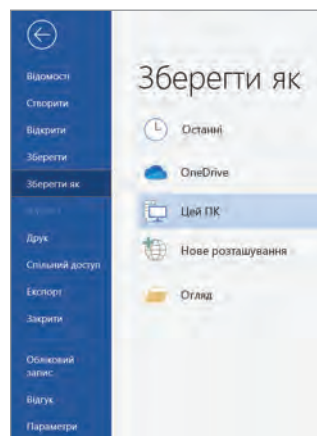 Відомості
Створити
Відкрити
Зберегти
Зберегти як
Друк
Спільний доступ
Експорт
Закрити
Обліковий
запис
Відгук
Параметри
Зберегти як
Останні
OneDrive
Цей ПК
Нове розташування
Огляд